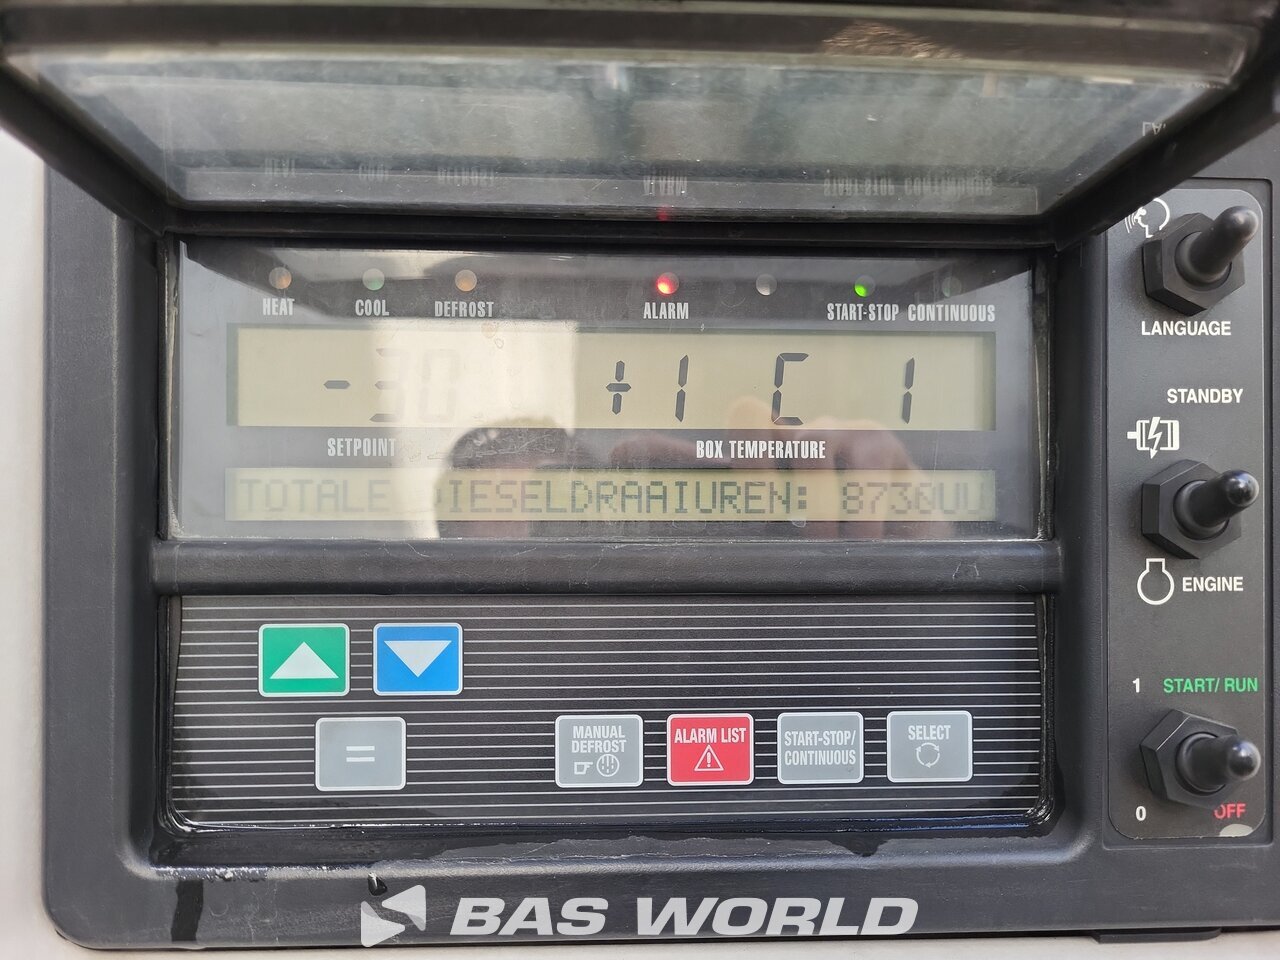 HEAT COOL DEFROST ALARM START-STOP CONTINUOUS
-30 +1 C 1
SETPOINT BOX TEMPERATURE
TOTALE DIESELDRAAIUREN: 8730UU
MANUAL DEFROST
ALARM LIST
START-STOP/ CONTINUOUS
SELECT
=
LANGUAGE
STANDBY
ENGINE
1 START/ RUN
0 OFF
BAS WORLD